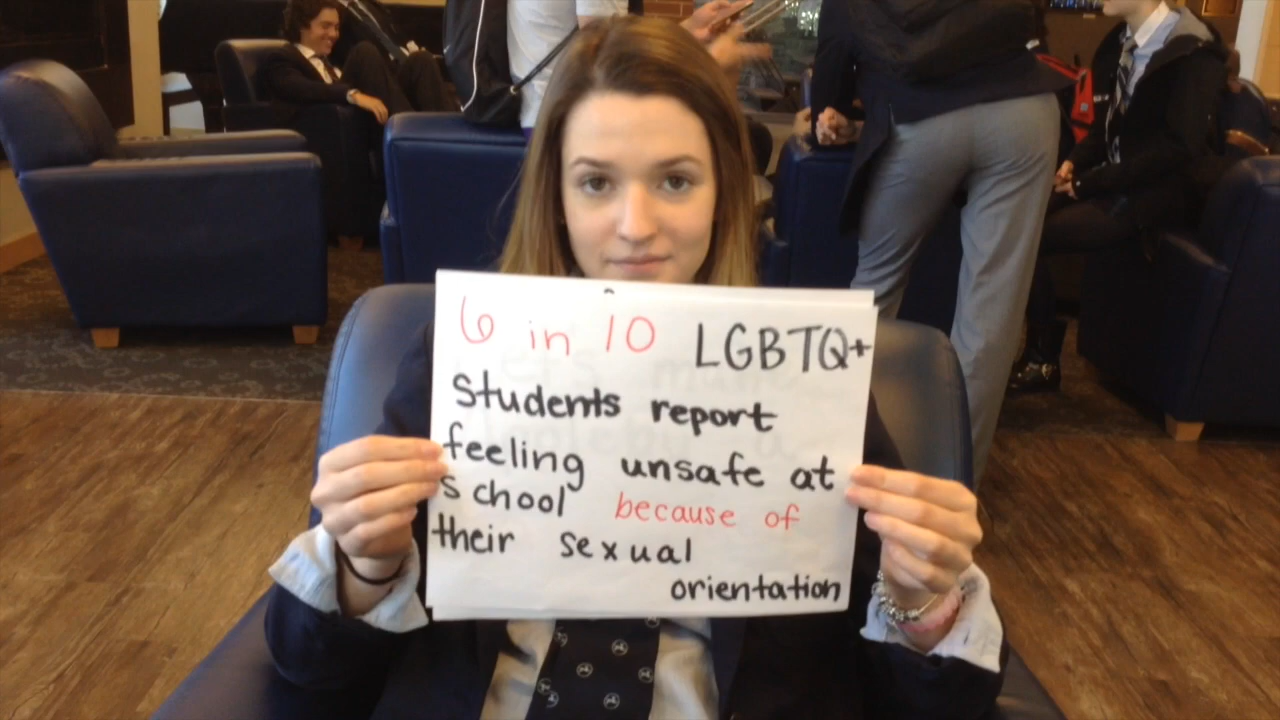 6 in 10 LGBTQ+
Students report
feeling unsafe at
school because of
their sexual
orientation